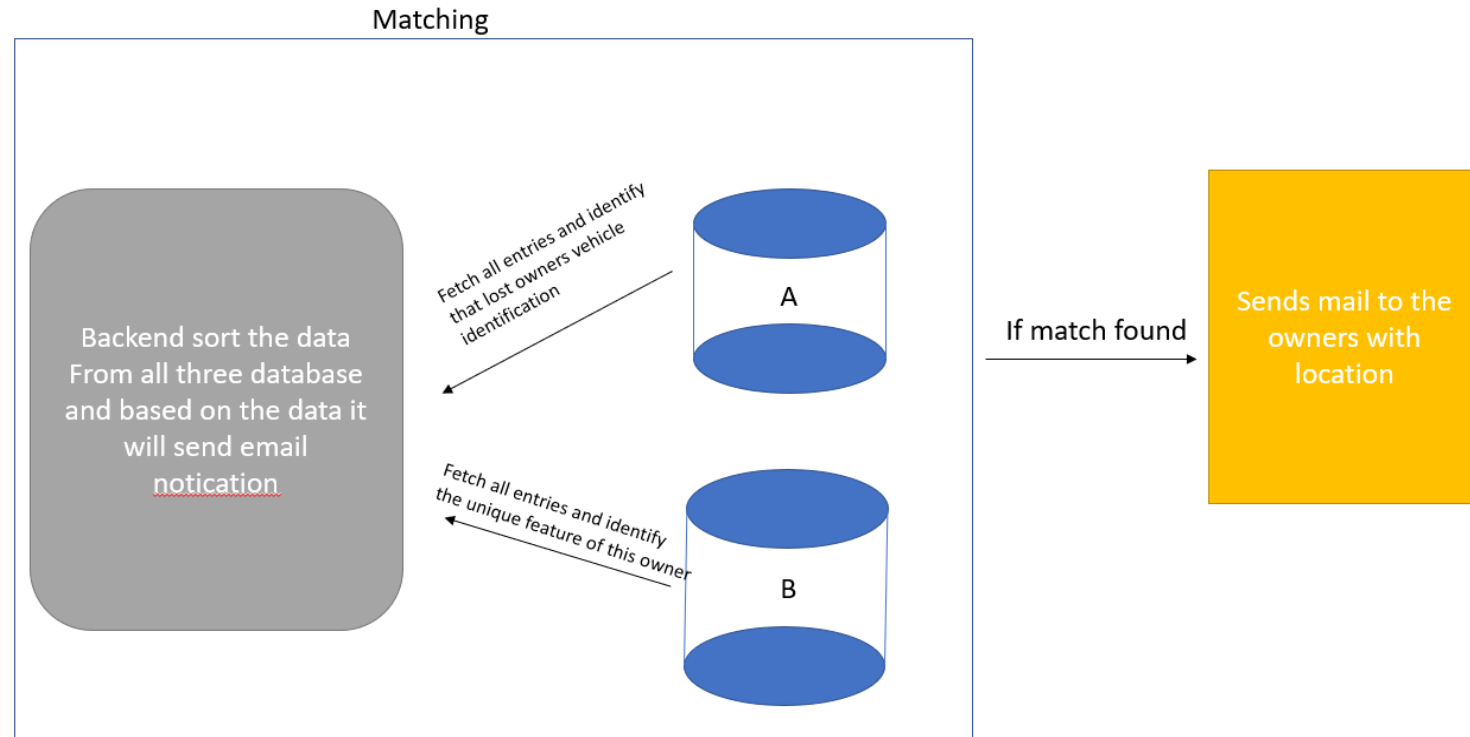 Matching
Backend sort the data
From all three database
and based on the data it
will send email
notication
Fetch all entries and identify
that lost owners vehicle
identification
A
Fetch all entries and identify
the unique feature of this owner
B
If match found
Sends mail to the
owners with
location